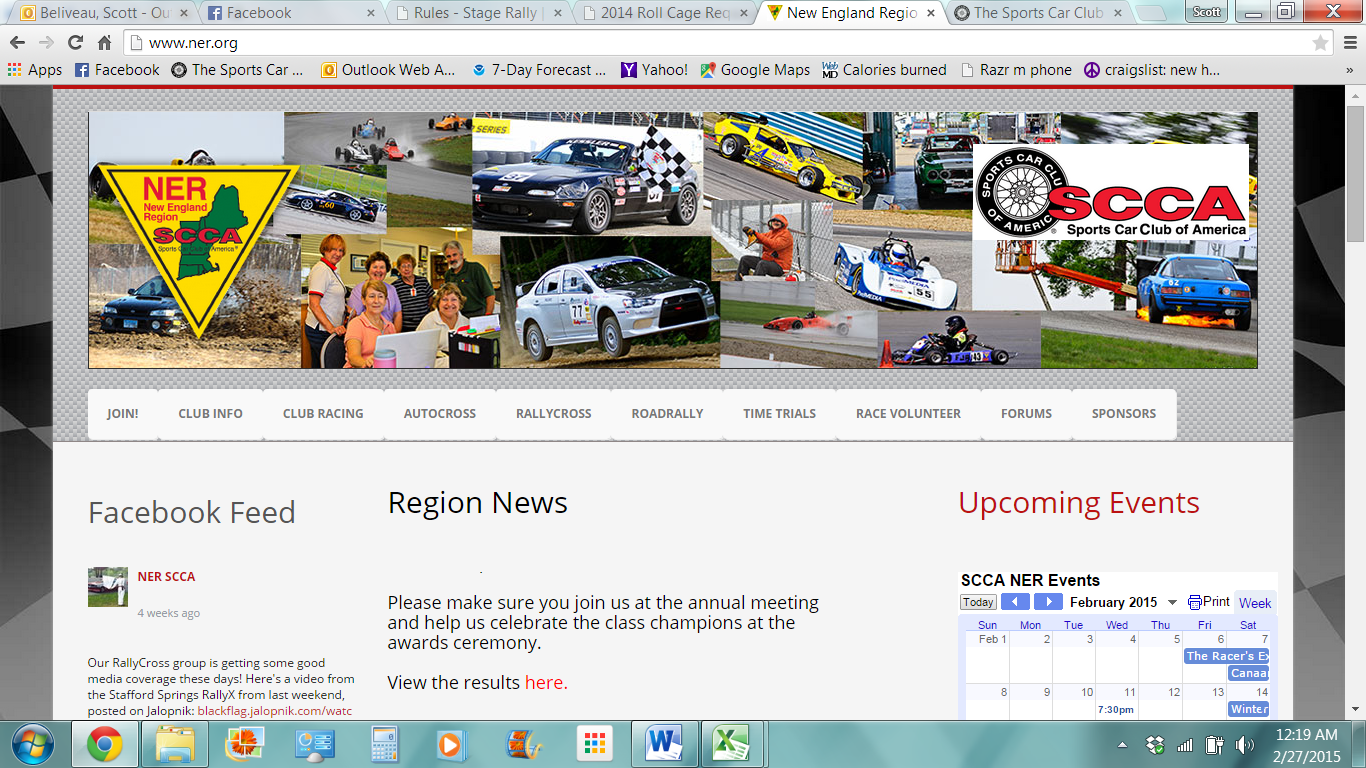 Beliveau, Scott - Ou
Facebook
Rules - Stage Rally
2014 Roll Cage Req
New England Regio
The Sports Car Club
Scott
www.ner.org
Apps
Facebook
The Sports Car ...
Outlook Web A...
7-Day Forecast ...
Yahoo!
Google Maps
Calories burned
Razr m phone
craigslist: new h...
»
NER
New England
Region
SCCA
Sports Car Club of America
SERIES
77
55
SPORTS CAR CLUB
OF AMERICA
SCCA
Sports Car Club of America
JOIN!
CLUB INFO
CLUB RACING
AUTOCROSS
RALLYCROSS
ROADRALLY
TIME TRIALS
RACE VOLUNTEER
FORUMS
SPONSORS
Facebook Feed
NER SCCA
4 weeks ago
Our RallyCross group is getting some good
media coverage these days! Here's a video from
the Stafford Springs RallyX from last weekend,
posted on Jalopnik: blackflag.jalopnik.com/watc
Region News
Please make sure you join us at the annual meeting
and help us celebrate the class champions at the
awards ceremony.
View the results here.
Upcoming Events
SCCA NER Events
Today February 2015 Print Week
Sun Mon Tue Wed Thu Fri Sat
Feb 1 2 3 4 5 6 7
The Racer's Ex
Canaa
8 9 10 11 12 13 14
7:30pm
Winter
12:19 AM
2/27/2015